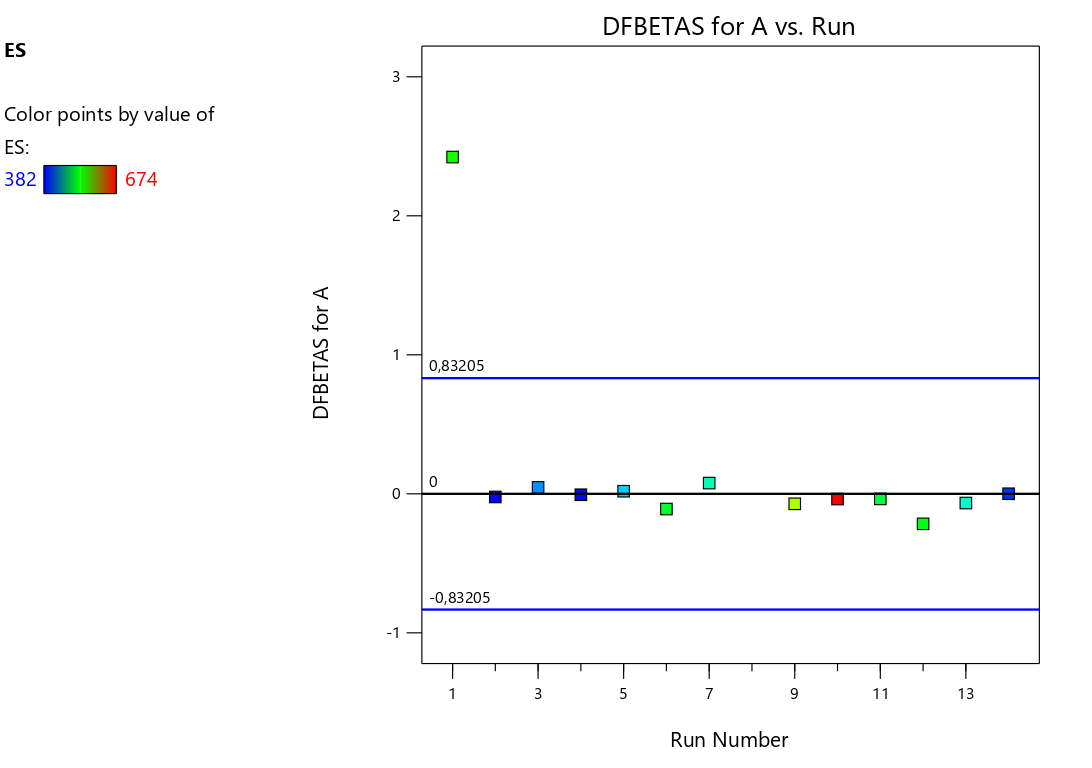 ES
Color points by value of
ES:
382 674
DFBETAS for A vs. Run
DFBETAS for A
3
2
1
0
-1
0,83205
0
-0,83205
1 3 5 7 9 11 13
Run Number